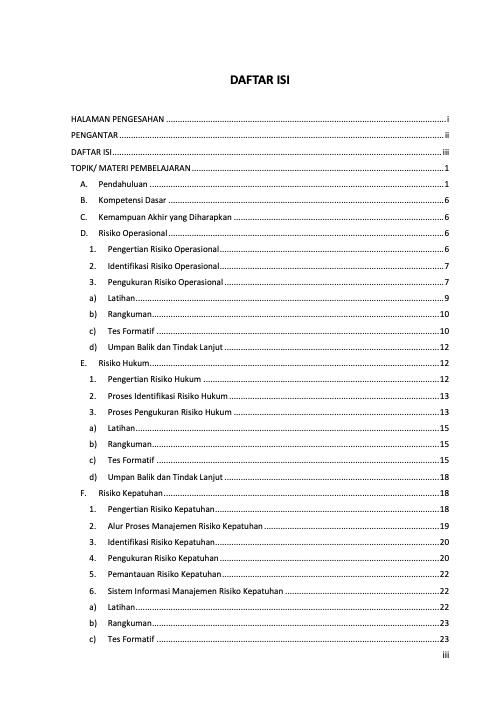 DAFTAR ISI
HALAMAN PENGESAHAN ........ i
PENGANTAR ........ ii
DAFTAR ISI ........ iii
TOPIK/ MATERI PEMBELAJARAN ........ 1
A. Pendahuluan ........ 1
B. Kompetensi Dasar ........ 6
C. Kemampuan Akhir yang Diharapkan ........ 6
D. Risiko Operasional ........ 6
1. Pengertian Risiko Operasional ........ 6
2. Identifikasi Risiko Operasional ........ 7
3. Pengukuran Risiko Operasional ........ 7
a) Latihan ........ 9
b) Rangkuman ........ 10
c) Tes Formatif ........ 10
d) Umpan Balik dan Tindak Lanjut ........ 12
E. Risiko Hukum ........ 12
1. Pengertian Risiko Hukum ........ 12
2. Proses Identifikasi Risiko Hukum ........ 13
3. Proses Pengukuran Risiko Hukum ........ 13
a) Latihan ........ 15
b) Rangkuman ........ 15
c) Tes Formatif ........ 15
d) Umpan Balik dan Tindak Lanjut ........ 18
F. Risiko Kepatuhan ........ 18
1. Pengertian Risiko Kepatuhan ........ 18
2. Alur Proses Manajemen Risiko Kepatuhan ........ 19
3. Identifikasi Risiko Kepatuhan ........ 20
4. Pengukuran Risiko Kepatuhan ........ 20
5. Pemantauan Risiko Kepatuhan ........ 22
6. Sistem Informasi Manajemen Risiko Kepatuhan ........ 22
a) Latihan ........ 22
b) Rangkuman ........ 23
c) Tes Formatif ........ 23
iii